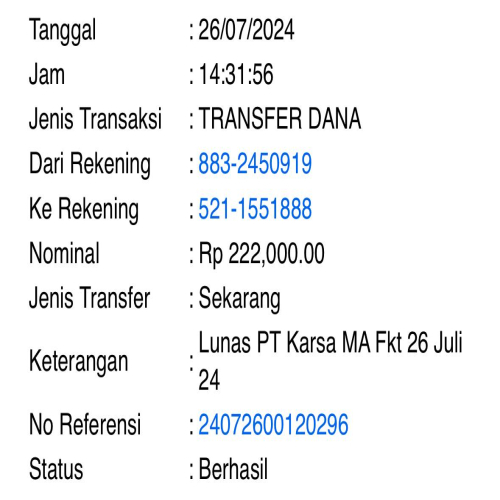 Tanggal : 26/07/2024
Jam : 14:31:56
Jenis Transaksi : TRANSFER DANA
Dari Rekening : 883-2450919
Ke Rekening : 521-1551888
Nominal : Rp 222,000.00
Jenis Transfer : Sekarang
Keterangan : Lunas PT Karsa MA Fkt 26 Juli
24
No Referensi : 24072600120296
Status : Berhasil